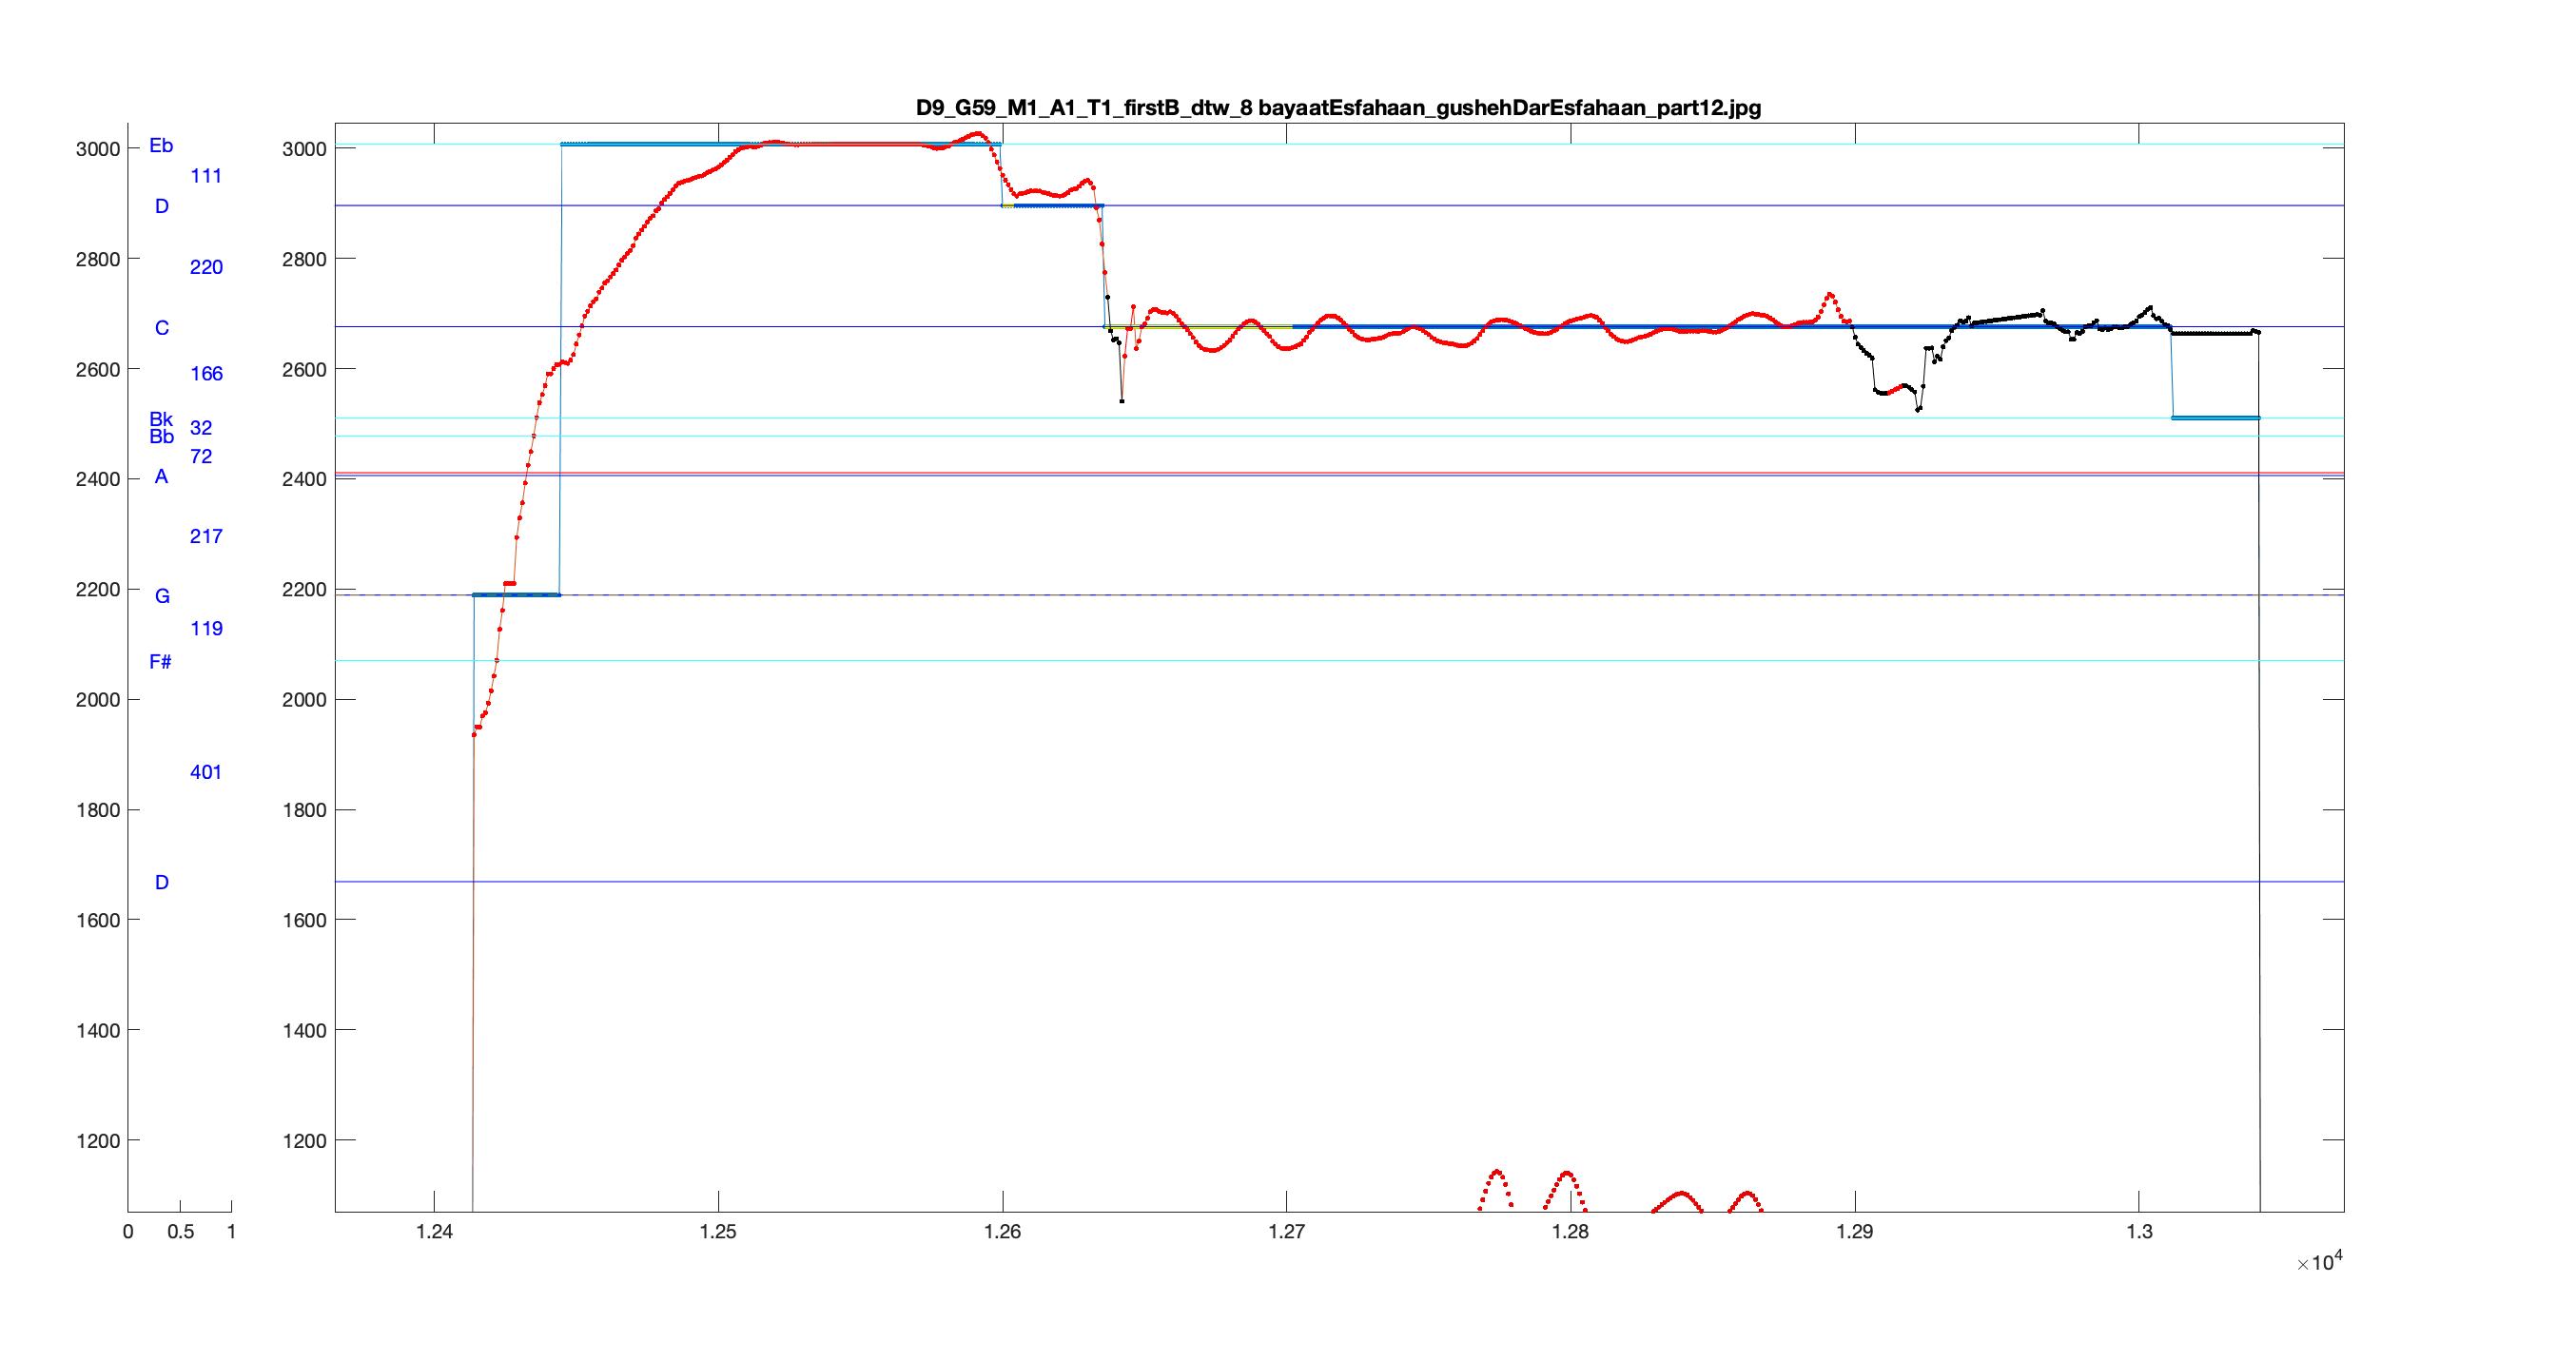 D9_G59_M1_A1_T1_firstB_dtw_8 bayaatEsfahaan_gushehDarEsfahaan_part12.jpg
3000 Eb 3000
111
D
2800 220 2800
C
2600 166 2600
Bk
32
Bb
72
2400 A 2400
217
2200 G 2200
119
F#
2000 2000
401
1800 1800
D
1600 1600
1400 1400
1200 1200
0 0.5 1 1.24 1.25 1.26 1.27 1.28 1.29 1.3
×10⁴